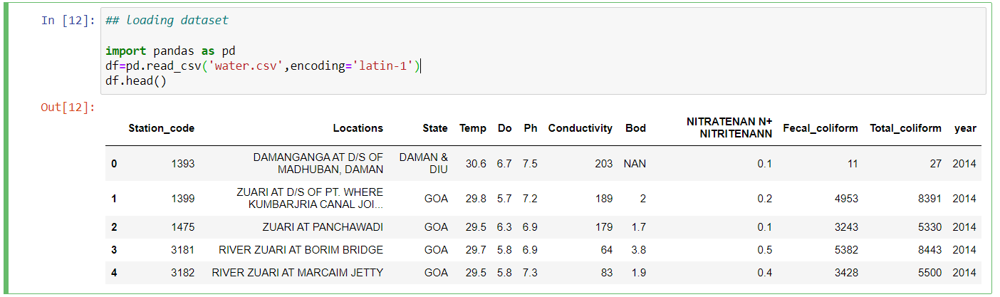 In [12]: ## loading dataset
import pandas as pd
df=pd.read_csv('water.csv',encoding='latin-1')
df.head()
Out[12]:
Station_code Locations State Temp Do Ph Conductivity Bod NITRATENAN N+ NITRITENANN Fecal_coliform Total_coliform year
0 1393 DAMANGANGA AT D/S OF MADHUBAN, DAMAN DAMAN & DIU 30.6 6.7 7.5 203 NAN 0.1 11 27 2014
1 1399 ZUARI AT D/S OF PT. WHERE KUMBARJRIA CANAL JOI... GOA 29.8 5.7 7.2 189 2 0.2 4953 8391 2014
2 1475 ZUARI AT PANCHAWADI GOA 29.5 6.3 6.9 179 1.7 0.1 3243 5330 2014
3 3181 RIVER ZUARI AT BORIM BRIDGE GOA 29.7 5.8 6.9 64 3.8 0.5 5382 8443 2014
4 3182 RIVER ZUARI AT MARCAIM JETTY GOA 29.5 5.8 7.3 83 1.9 0.4 3428 5500 2014